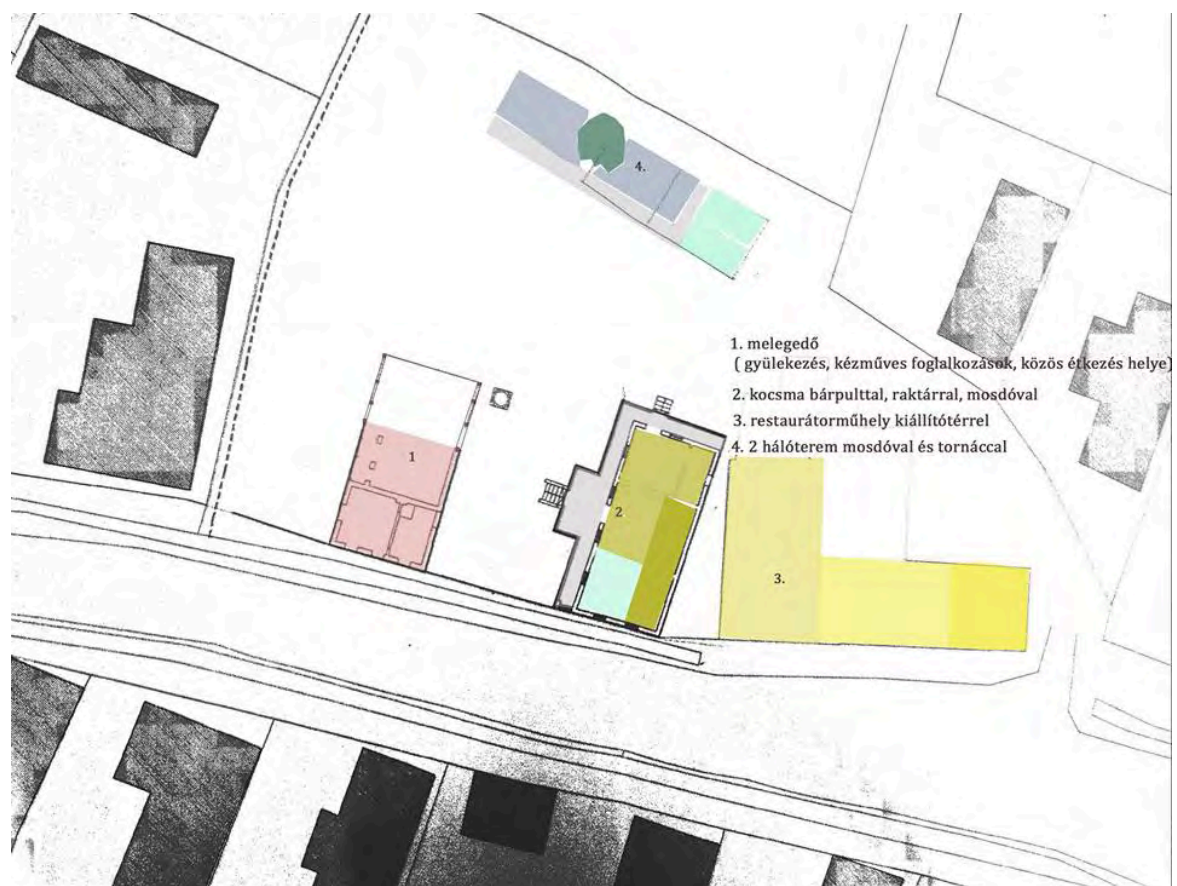 4.
1. melegedő
( gyülekezés, kézműves foglalkozások, közös étkezés helye)
2. kocsma bárpulttal, raktárral, mosdóval
3. restaurátorműhely kiállítótérrel
4. 2 hálóterem mosdóval és tornáccal
1
2
3.